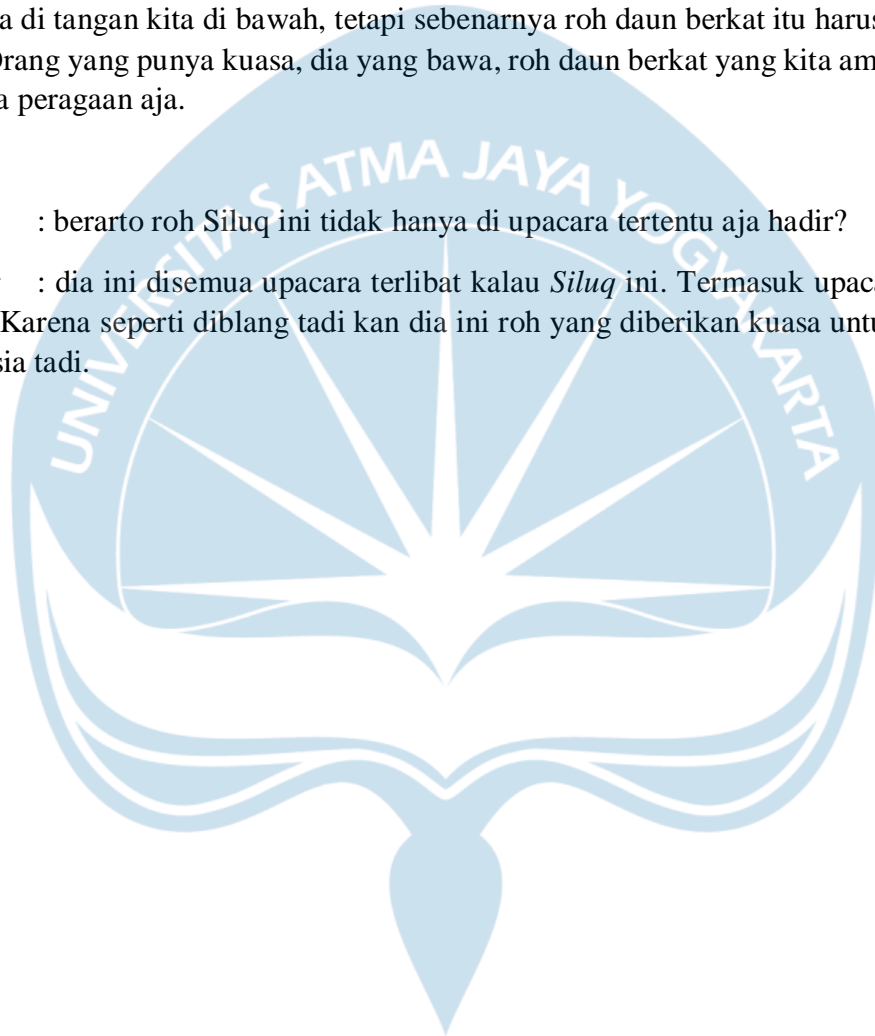 a di tangan kita di bawah, tetapi sebenarnya roh daun berkat itu harus
Orang yang punya kuasa, dia yang bawa, roh daun berkat yang kita am
a peragaan aja.
: berarto roh Siluq ini tidak hanya di upacara tertentu aja hadir?
: dia ini disemua upacara terlibat kalau Siluq ini. Termasuk upaca
Karena seperti diblang tadi kan dia ini roh yang diberikan kuasa untu
sia tadi.
UNIVERSITAS ATMA JAYA YOGYAKARTA